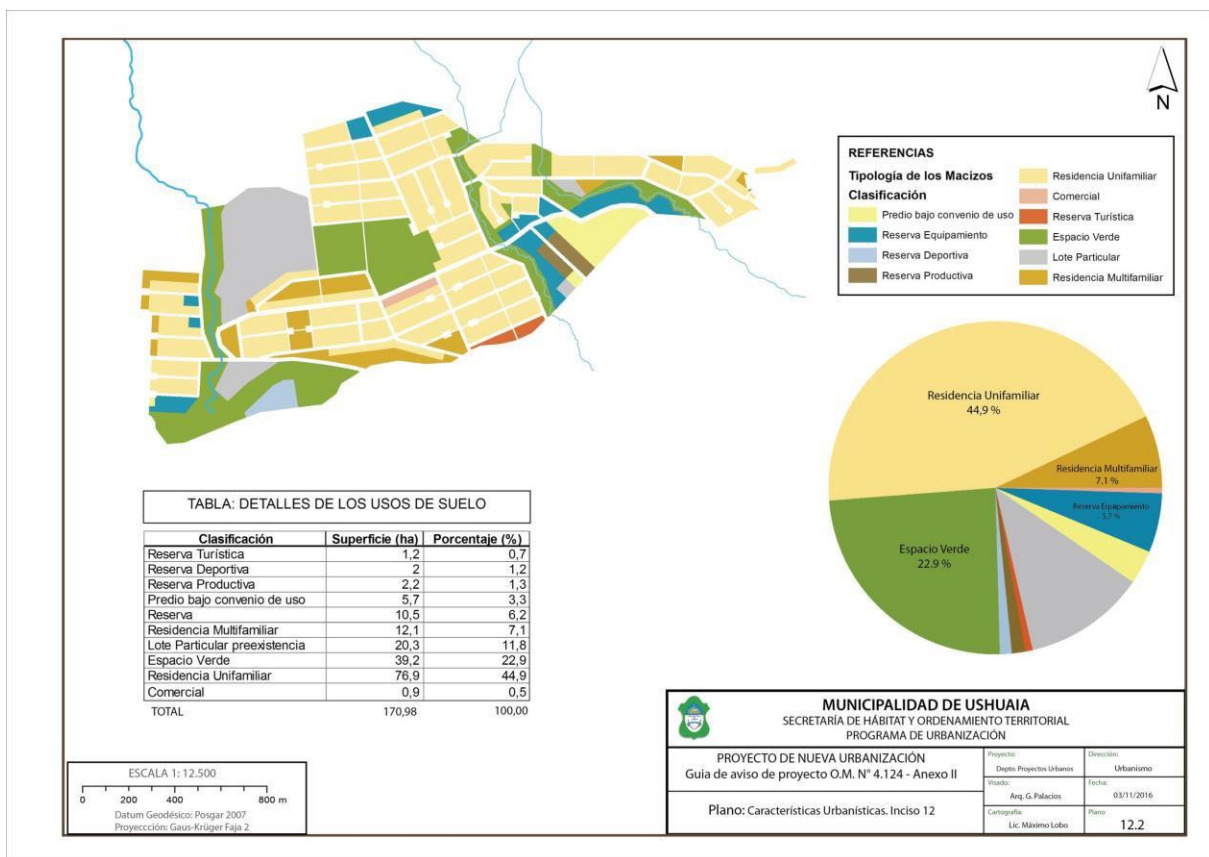 N
REFERENCIAS
Tipología de los Macizos
Clasificación
Predio bajo convenio de uso
Reserva Equipamiento
Reserva Deportiva
Reserva Productiva
Residencia Unifamiliar
Comercial
Reserva Turística
Espacio Verde
Lote Particular
Residencia Multifamiliar
Residencia Unifamiliar
44,9 %
Residencia Multifamiliar
7.1 %
Reserva Equipamiento
5,7 %
Espacio Verde
22.9 %
TABLA: DETALLES DE LOS USOS DE SUELO
Clasificación Superficie (ha) Porcentaje (%)
Reserva Turística 1,2 0,7
Reserva Deportiva 2 1,2
Reserva Productiva 2,2 1,3
Predio bajo convenio de uso 5,7 3,3
Reserva 10,5 6,2
Residencia Multifamiliar 12,1 7,1
Lote Particular preexistencia 20,3 11,8
Espacio Verde 39,2 22,9
Residencia Unifamiliar 76,9 44,9
Comercial 0,9 0,5
TOTAL 170,98 100,00
ESCALA 1: 12.500
0 200 400 800 m
Datum Geodésico: Posgar 2007
Proyeccción: Gaus-Krüger Faja 2
MUNICIPALIDAD DE USHUAIA
SECRETARÍA DE HÁBITAT Y ORDENAMIENTO TERRITORIAL
PROGRAMA DE URBANIZACIÓN
PROYECTO DE NUEVA URBANIZACIÓN
Guia de aviso de proyecto O.M. N° 4.124 - Anexo II
Plano: Características Urbanísticas. Inciso 12
Proyecto:
Depto. Proyectos Urbanos
Dirección:
Urbanismo
Visado:
Arq. G. Palacios
Fecha:
03/11/2016
Cartografía:
Lic. Máximo Lobo
Plano
12.2